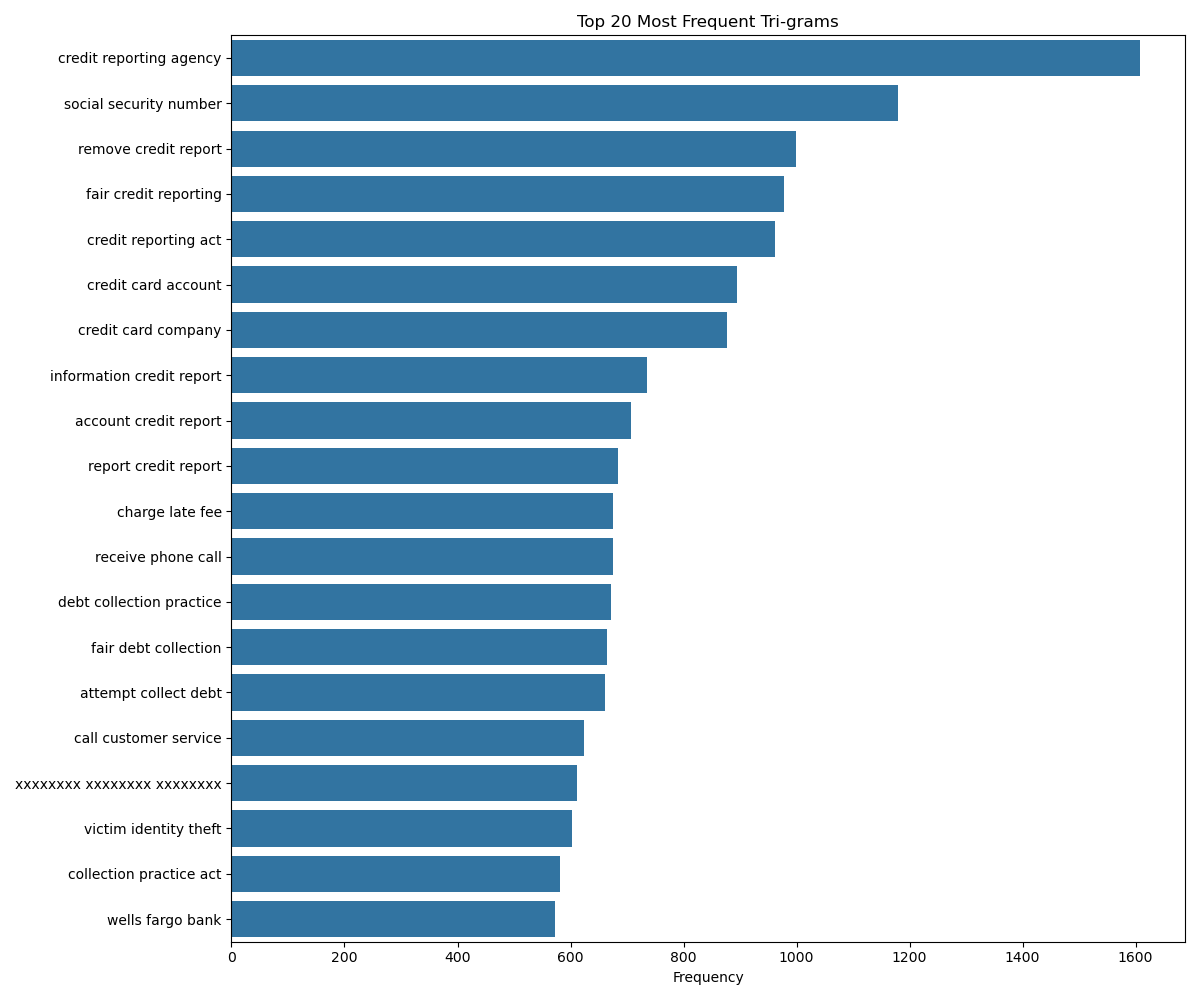 Top 20 Most Frequent Tri-grams
credit reporting agency
social security number
remove credit report
fair credit reporting
credit reporting act
credit card account
credit card company
information credit report
account credit report
report credit report
charge late fee
receive phone call
debt collection practice
fair debt collection
attempt collect debt
call customer service
xxxxxxxx xxxxxxxx xxxxxxxx
victim identity theft
collection practice act
wells fargo bank
0 200 400 600 800 1000 1200 1400 1600
Frequency